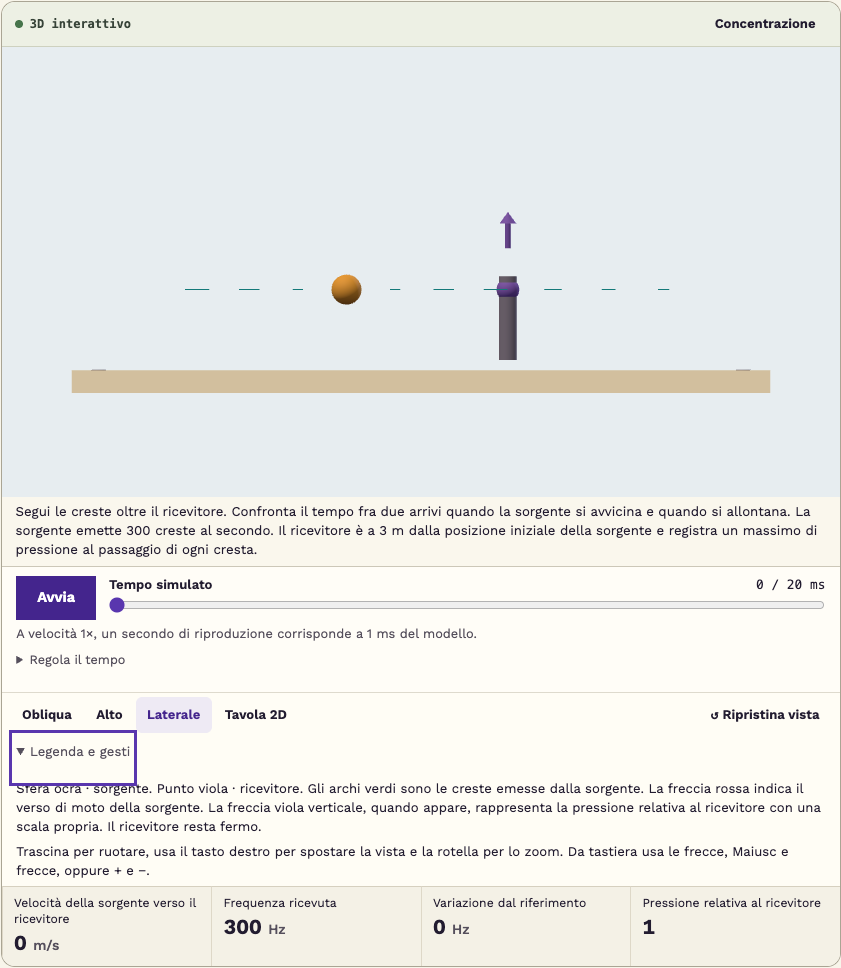 3D interattivo
Concentrazione
Segui le creste oltre il ricevitore. Confronta il tempo fra due arrivi quando la sorgente si avvicina e quando si allontana. La
sorgente emette 300 creste al secondo. Il ricevitore è a 3 m dalla posizione iniziale della sorgente e registra un massimo di
pressione al passaggio di ogni cresta.
Avvia
Tempo simulato
0 / 20 ms
A velocità 1×, un secondo di riproduzione corrisponde a 1 ms del modello.
▶ Regola il tempo
Obliqua Alto Laterale Tavola 2D
↺ Ripristina vista
▼ Legenda e gesti
Sfera ocra · sorgente. Punto viola · ricevitore. Gli archi verdi sono le creste emesse dalla sorgente. La freccia rossa indica il
verso di moto della sorgente. La freccia viola verticale, quando appare, rappresenta la pressione relativa al ricevitore con una
scala propria. Il ricevitore resta fermo.
Trascina per ruotare, usa il tasto destro per spostare la vista e la rotella per lo zoom. Da tastiera usa le frecce, Maiusc e
frecce, oppure + e −.
Velocità della sorgente verso il
ricevitore
0 m/s
Frequenza ricevuta
300 Hz
Variazione dal riferimento
0 Hz
Pressione relativa al ricevitore
1